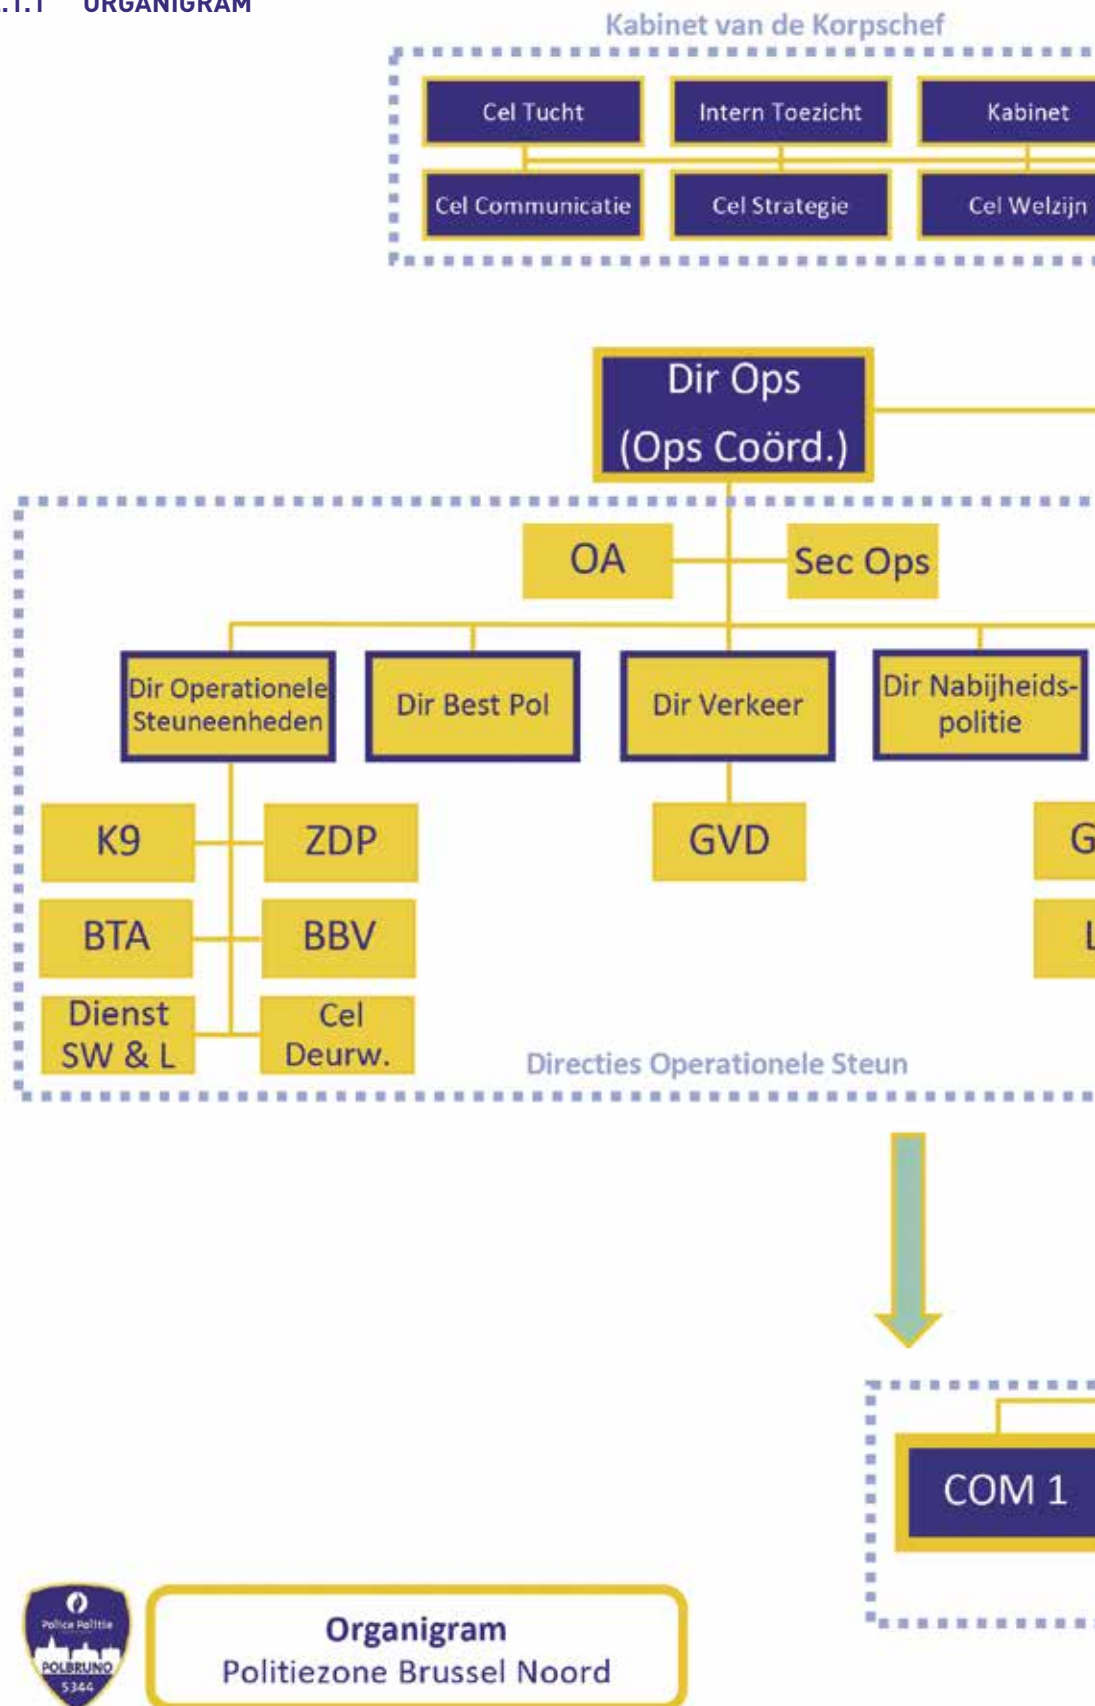 .1.1 ORGANIGRAM
Kabinet van de Korpschef
Cel Tucht
Intern Toezicht
Kabinet
Cel Communicatie
Cel Strategie
Cel Welzijn
Dir Ops
(Ops Coörd.)
OA
Sec Ops
Dir Operationele
Steuneenheden
Dir Best Pol
Dir Verkeer
Dir Nabijheids-
politie
K9
ZDP
GVD
G
BTA
BBV
L
Dienst
SW & L
Cel
Deurw.
Directies Operationele Steun
COM 1
Police Politie
POLBRUNO
5344
Organigram
Politiezone Brussel Noord